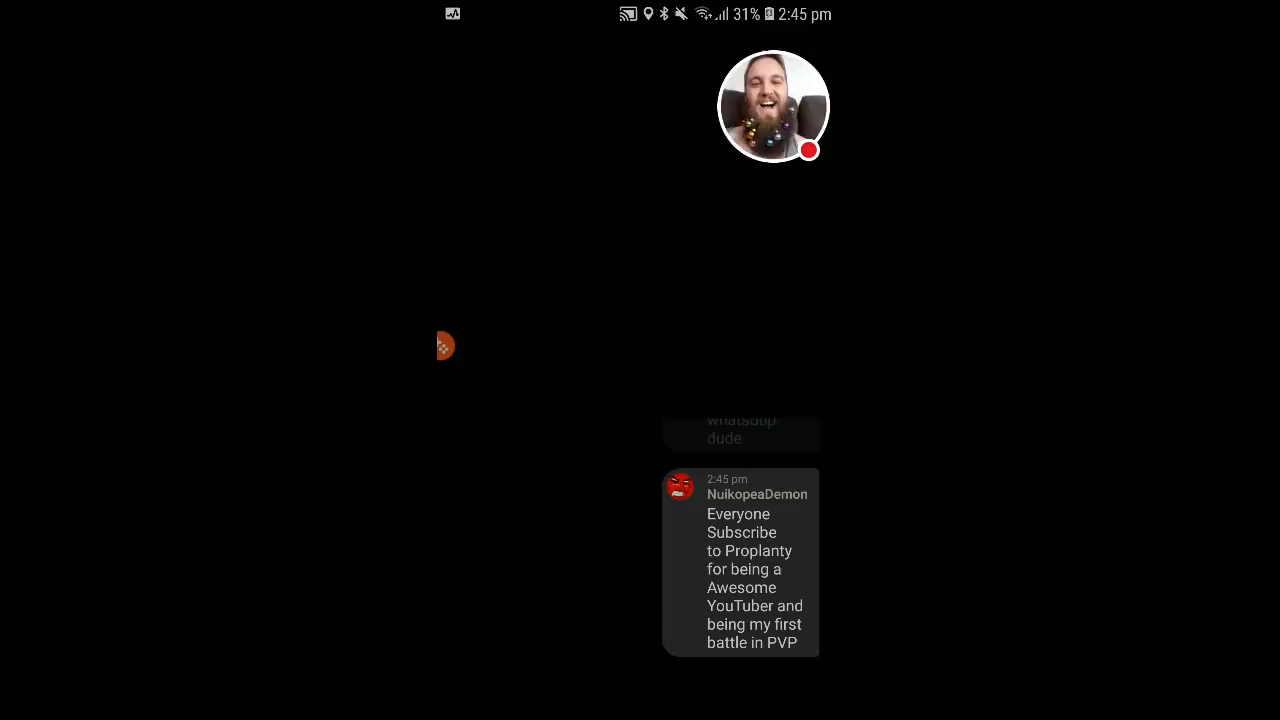 31% 2:45 pm
whatsupp
dude
2:45 pm
NuikopeaDemon
Everyone
Subscribe
to Proplanty
for being a
Awesome
YouTuber and
being my first
battle in PVP